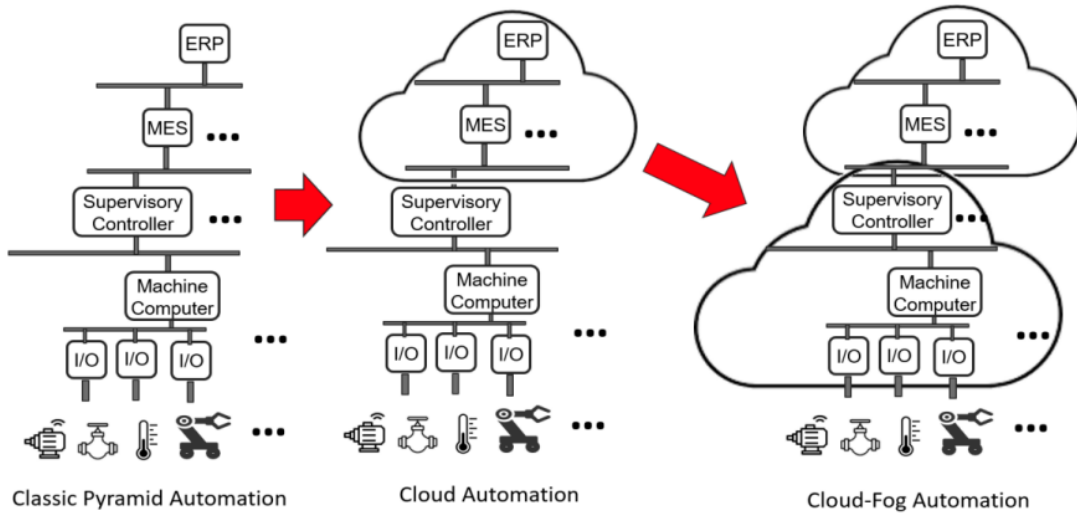 ERP
MES
Supervisory
Controller
Machine
Computer
I/O
I/O
I/O
Classic Pyramid Automation
ERP
MES
Supervisory
Controller
Machine
Computer
I/O
I/O
I/O
Cloud Automation
ERP
MES
Supervisory
Controller
Machine
Computer
I/O
I/O
I/O
Cloud-Fog Automation